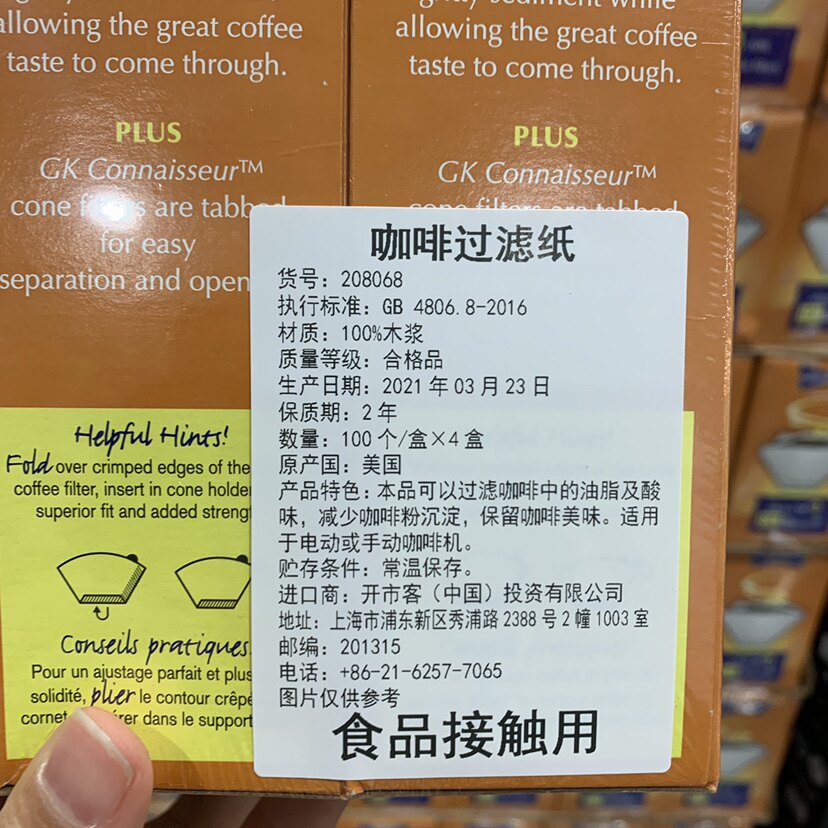 allowing the great coffee
taste to come through.
PLUS
GK Connaisseur™
cone are tabbed
for easy
separation and open
sediment while
allowing the great coffee
taste to come through.
PLUS
GK Connaisseur™
cone filters are tabbed
咖啡过滤纸
货号：208068
执行标准：GB 4806.8-2016
材质：100%木浆
质量等级：合格品
生产日期：2021 年 03 月 23 日
保质期：2 年
数量：100 个/盒×4 盒
原产国：美国
产品特色：本品可以过滤咖啡中的油脂及酸
味，减少咖啡粉沉淀，保留咖啡美味。适用
于电动或手动咖啡机。
贮存条件：常温保存。
进口商：开市客（中国）投资有限公司
地址：上海市浦东新区秀浦路 2388 号 2 幢 1003 室
邮编：201315
电话：+86-21-6257-7065
图片仅供参考
食品接触用
Helpful Hints!
Fold over crimped edges of the
coffee filter, insert in cone holder
superior fit and added strengt
Conseils pratiques
Pour un ajustage parfait et plus
solidité, plier le contour crêpé
cornet dans le support